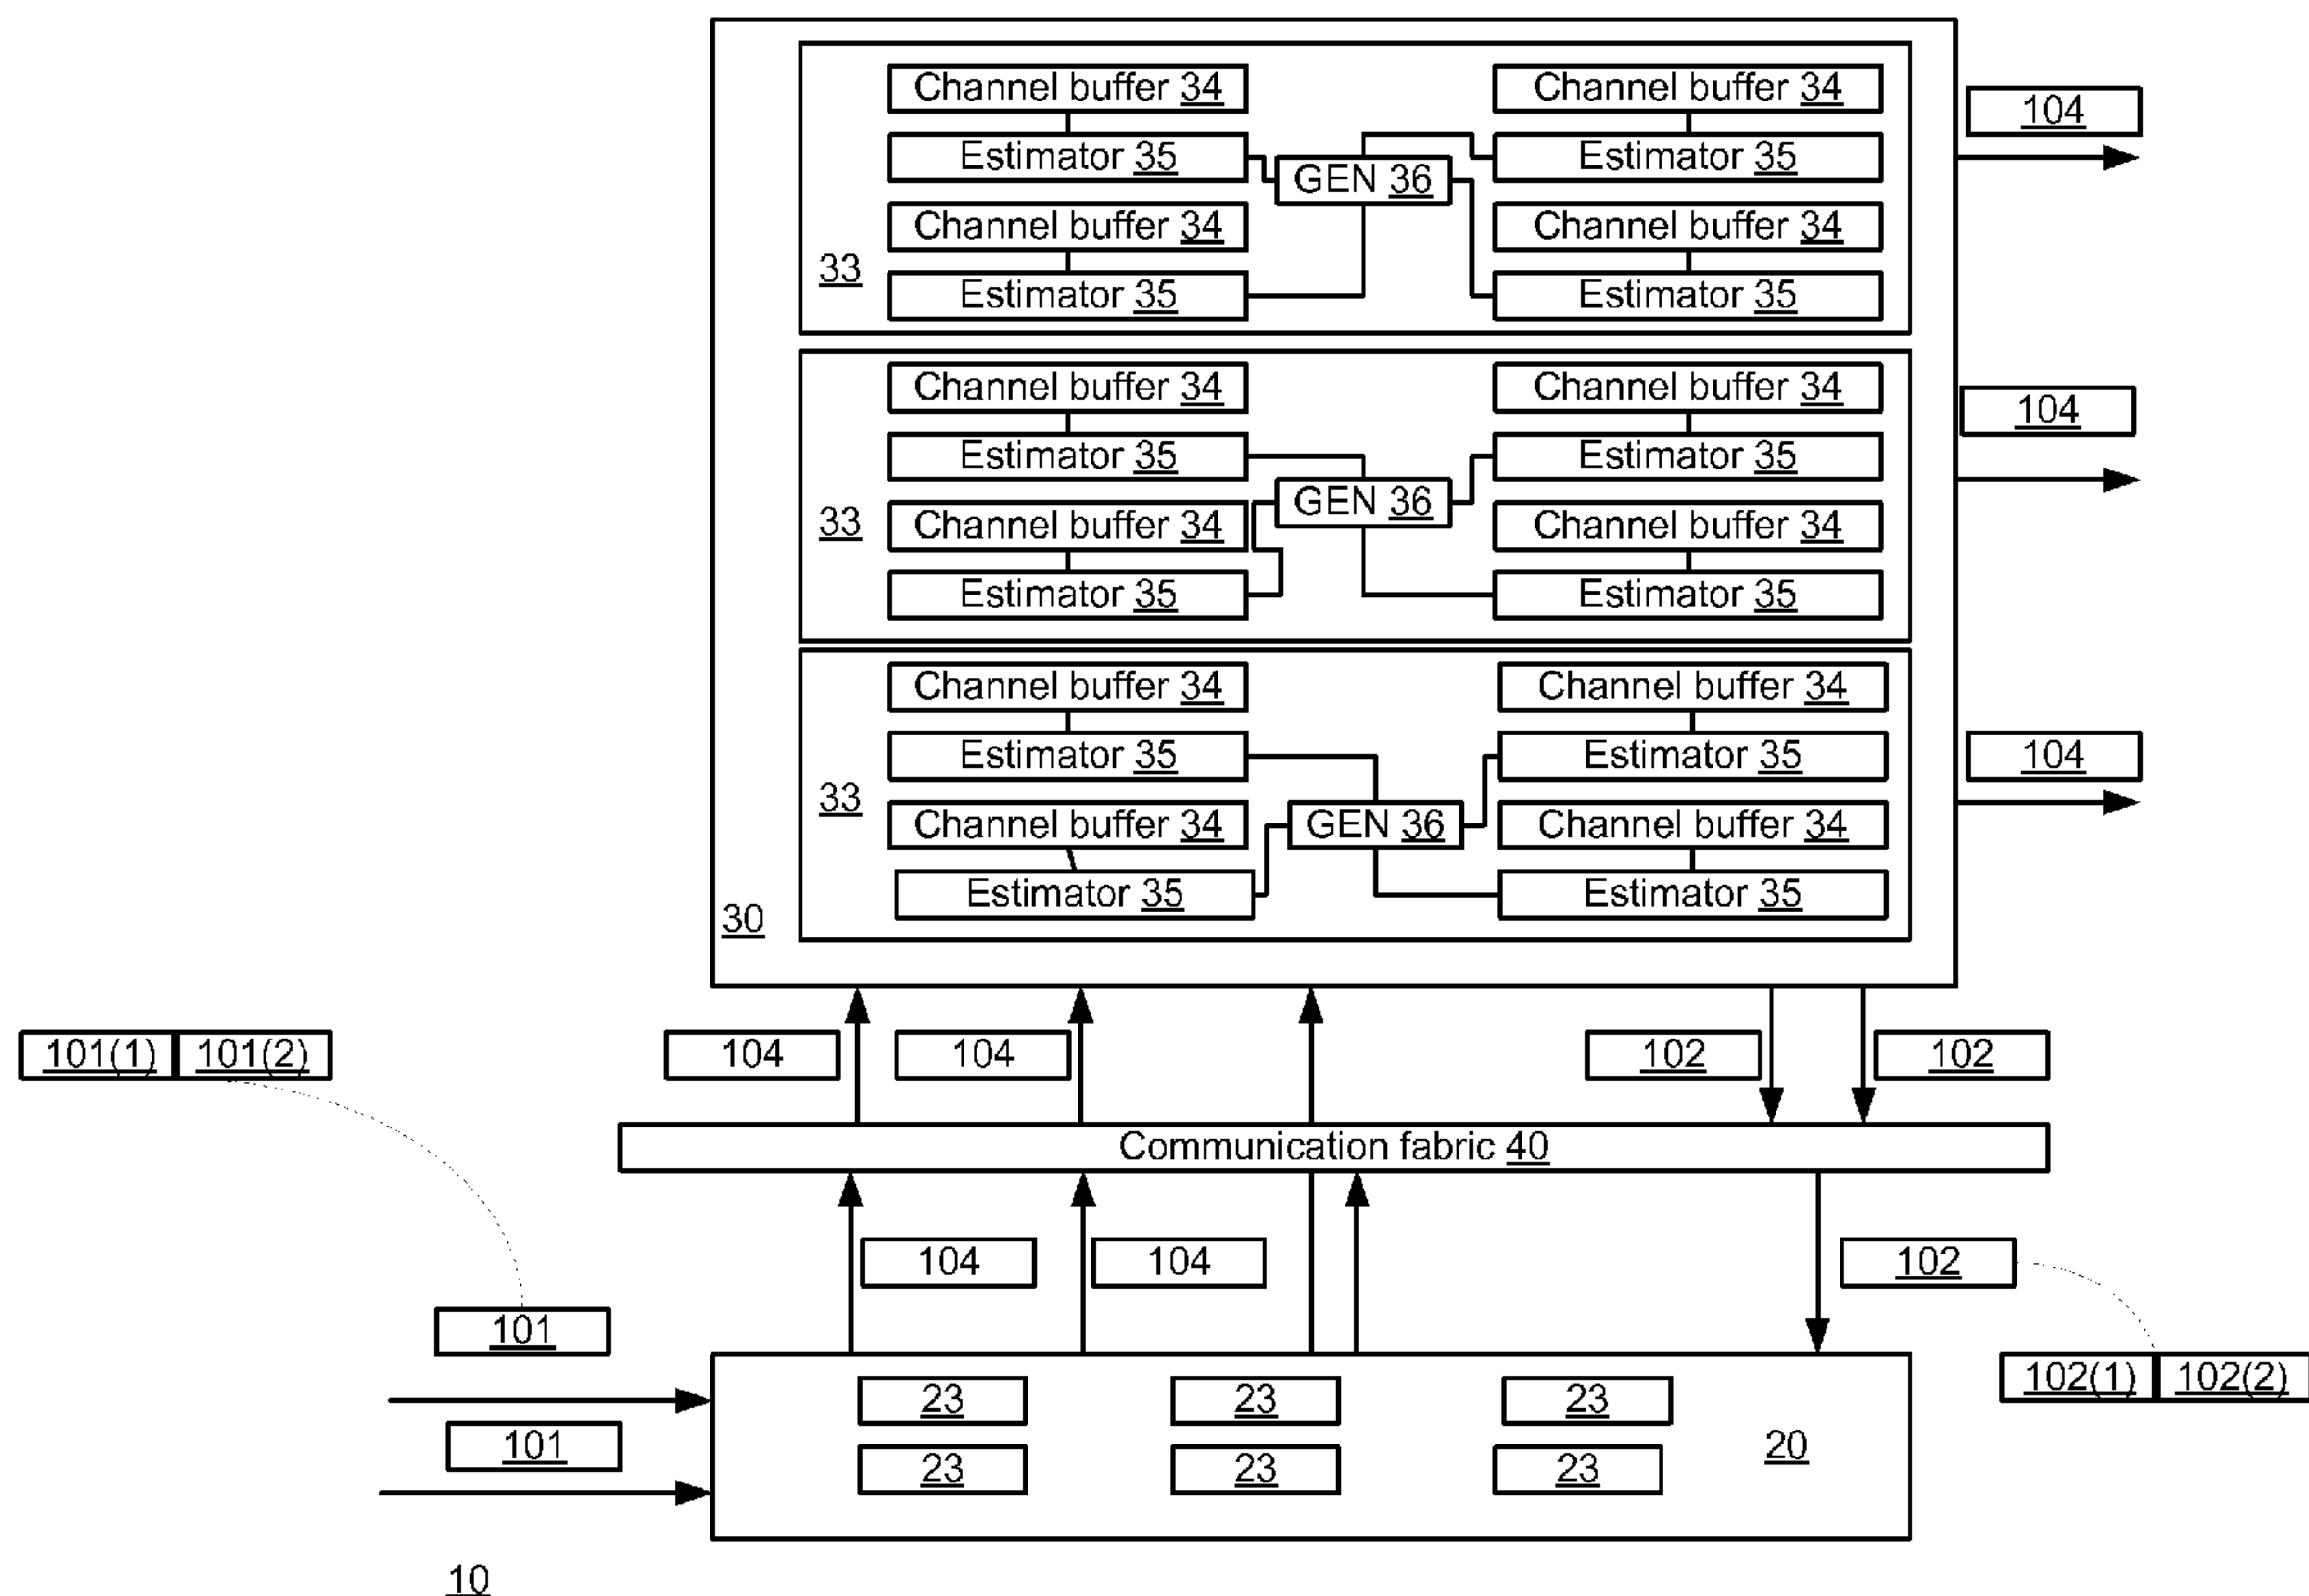 Channel buffer 34
Channel buffer 34
104
Estimator 35
Estimator 35
GEN 36
Channel buffer 34
Channel buffer 34
33
Estimator 35
Estimator 35
Channel buffer 34
Channel buffer 34
104
Estimator 35
Estimator 35
GEN 36
33
Channel buffer 34
Channel buffer 34
Estimator 35
Estimator 35
Channel buffer 34
Channel buffer 34
Estimator 35
Estimator 35
104
33
Channel buffer 34
GEN 36
Channel buffer 34
Estimator 35
Estimator 35
30
101(1) 101(2)
104
104
102
102
Communication fabric 40
104
104
102
101
102(1) 102(2)
23
23
23
101
20
23
23
23
10